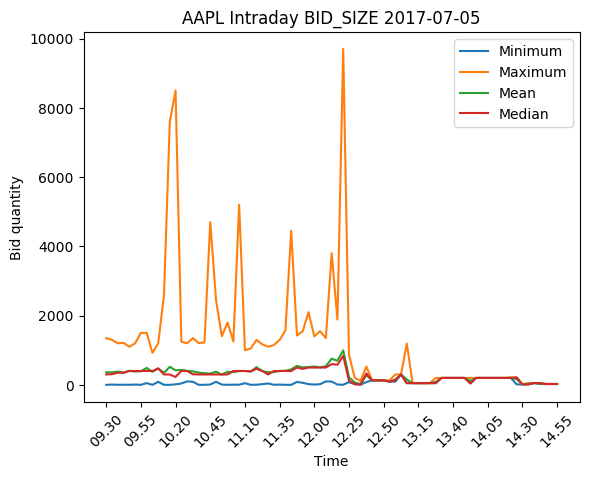 AAPL Intraday BID_SIZE 2017-07-05
10000
8000
6000
4000
2000
0
Bid quantity
Minimum
Maximum
Mean
Median
09.30
09.55
10.20
10.45
11.10
11.35
12.00
12.25
12.50
13.15
13.40
14.05
14.30
14.55
Time